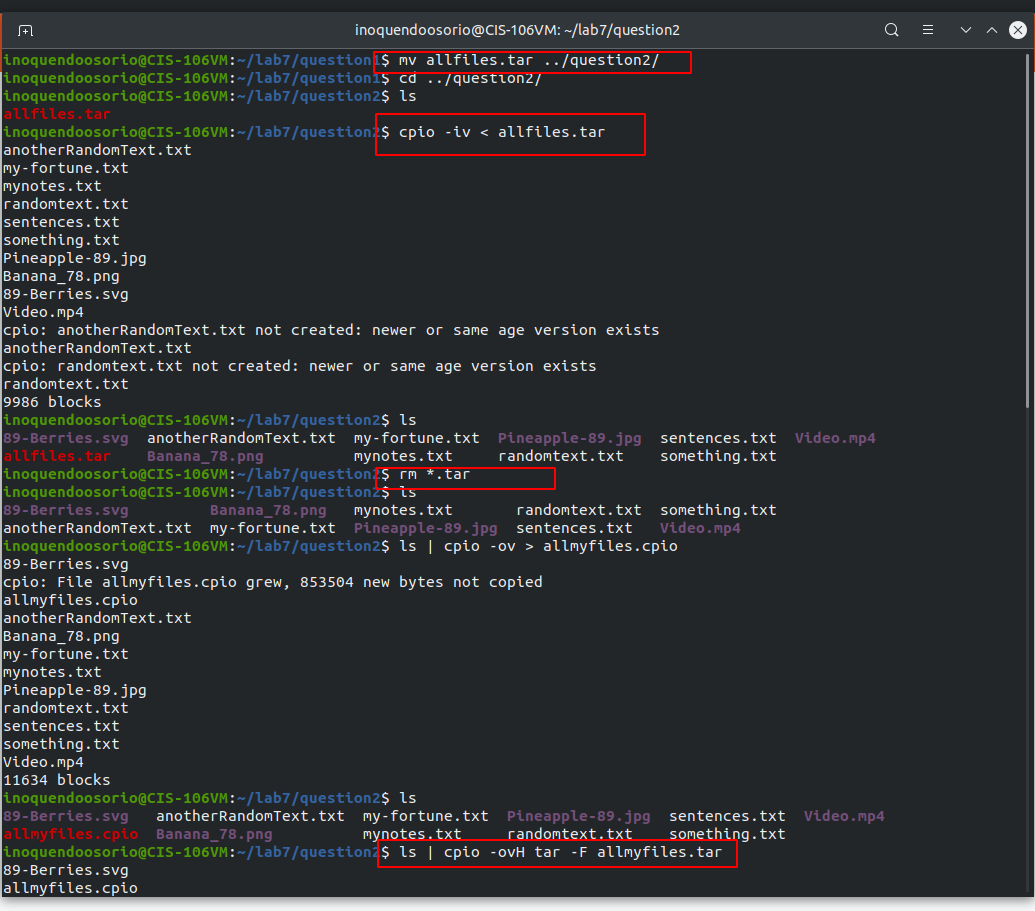 inoquendoosorio@CIS-106VM: ~/lab7/question2
inoquendoosorio@CIS-106VM:~/lab7/question1$ mv allfiles.tar ../question2/
inoquendoosorio@CIS-106VM:~/lab7/question1$ cd ../question2/
inoquendoosorio@CIS-106VM:~/lab7/question2$ ls
allfiles.tar
inoquendoosorio@CIS-106VM:~/lab7/question2$ cpio -iv < allfiles.tar
anotherRandomText.txt
my-fortune.txt
mynotes.txt
randomtext.txt
sentences.txt
something.txt
Pineapple-89.jpg
Banana_78.png
89-Berries.svg
Video.mp4
cpio: anotherRandomText.txt not created: newer or same age version exists
anotherRandomText.txt
cpio: randomtext.txt not created: newer or same age version exists
randomtext.txt
9986 blocks
inoquendoosorio@CIS-106VM:~/lab7/question2$ ls
89-Berries.svg  anotherRandomText.txt  my-fortune.txt  Pineapple-89.jpg  sentences.txt  Video.mp4
allfiles.tar    Banana_78.png          mynotes.txt     randomtext.txt    something.txt
inoquendoosorio@CIS-106VM:~/lab7/question2$ rm *.tar
inoquendoosorio@CIS-106VM:~/lab7/question2$ ls
89-Berries.svg         Banana_78.png   mynotes.txt       randomtext.txt  something.txt
anotherRandomText.txt  my-fortune.txt  Pineapple-89.jpg  sentences.txt   Video.mp4
inoquendoosorio@CIS-106VM:~/lab7/question2$ ls | cpio -ov > allmyfiles.cpio
89-Berries.svg
cpio: File allmyfiles.cpio grew, 853504 new bytes not copied
allmyfiles.cpio
anotherRandomText.txt
Banana_78.png
my-fortune.txt
mynotes.txt
Pineapple-89.jpg
randomtext.txt
sentences.txt
something.txt
Video.mp4
11634 blocks
inoquendoosorio@CIS-106VM:~/lab7/question2$ ls
89-Berries.svg   anotherRandomText.txt  my-fortune.txt  Pineapple-89.jpg  sentences.txt  Video.mp4
allmyfiles.cpio  Banana_78.png          mynotes.txt     randomtext.txt    something.txt
inoquendoosorio@CIS-106VM:~/lab7/question2$ ls | cpio -ovH tar -F allmyfiles.tar
89-Berries.svg
allmyfiles.cpio